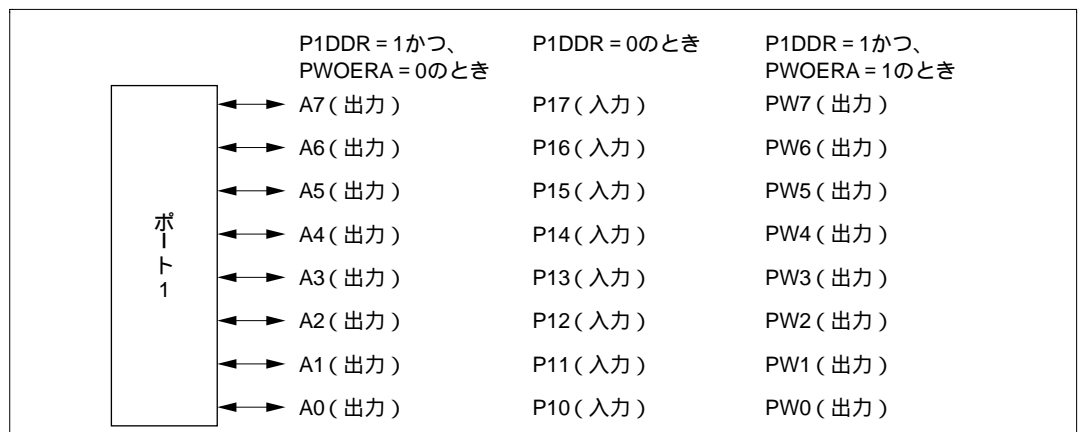 P1DDR = 1かつ、 P1DDR = 0のとき P1DDR = 1かつ、
PWOERA = 0のとき PWOERA = 1のとき
A7 ( 出力 ) P17 ( 入力 ) PW7 ( 出力 )
A6 ( 出力 ) P16 ( 入力 ) PW6 ( 出力 )
A5 ( 出力 ) P15 ( 入力 ) PW5 ( 出力 )
A4 ( 出力 ) P14 ( 入力 ) PW4 ( 出力 )
A3 ( 出力 ) P13 ( 入力 ) PW3 ( 出力 )
A2 ( 出力 ) P12 ( 入力 ) PW2 ( 出力 )
A1 ( 出力 ) P11 ( 入力 ) PW1 ( 出力 )
A0 ( 出力 ) P10 ( 入力 ) PW0 ( 出力 )
ポート1